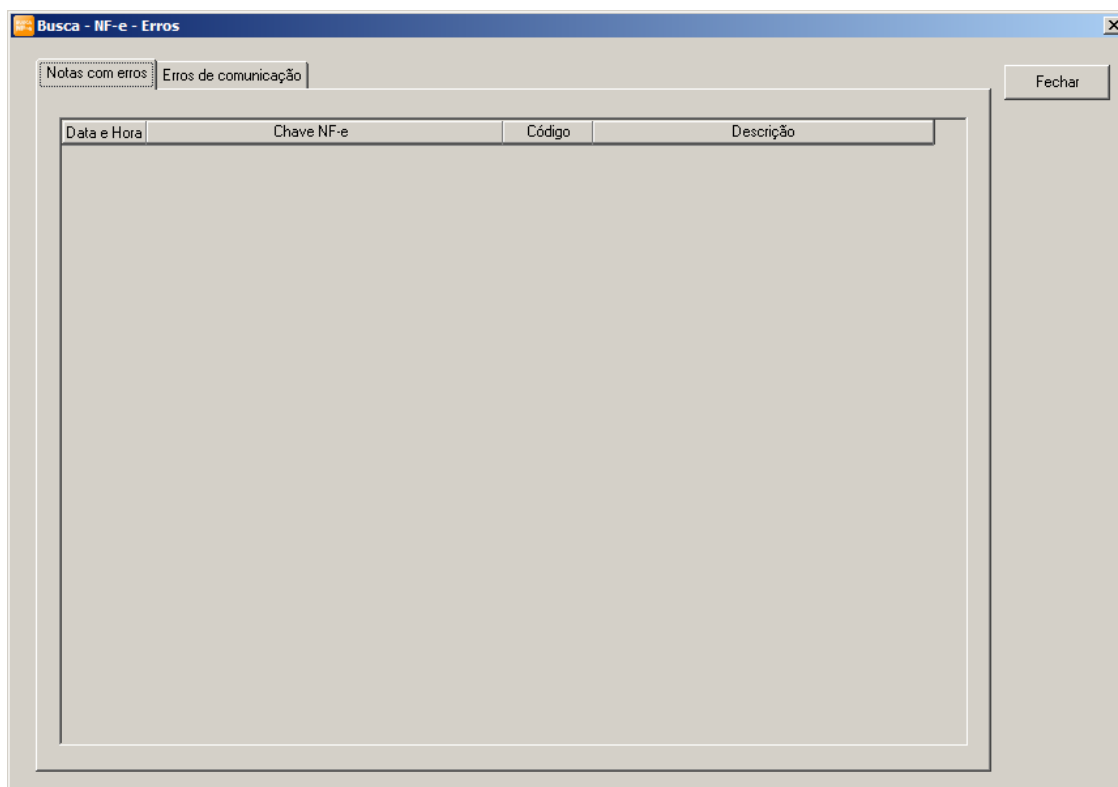 Busca - NF-e - Erros
Notas com erros
Erros de comunicação
Fechar
Data e Hora
Chave NF-e
Código
Descrição